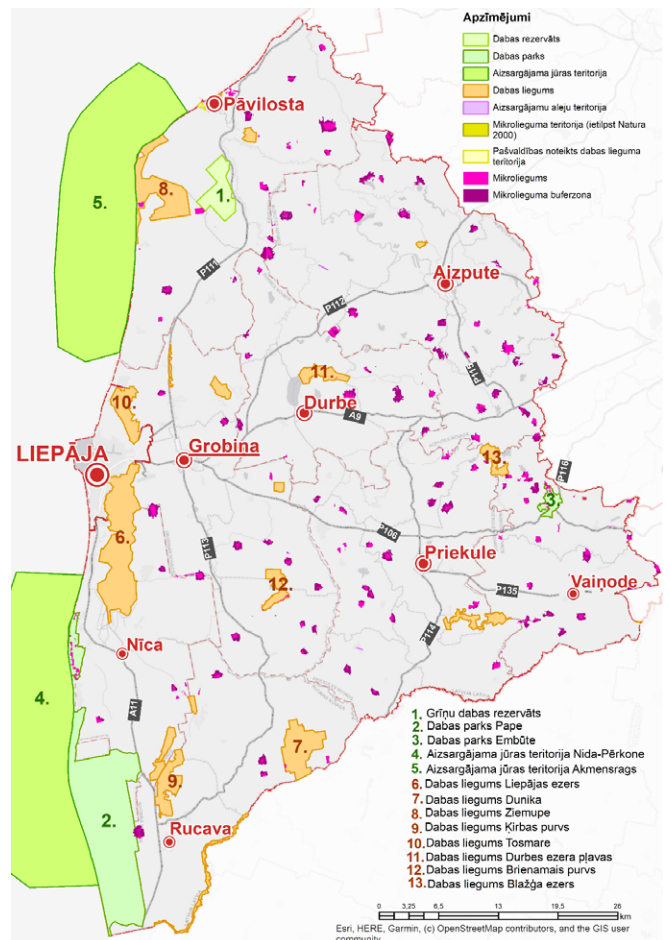 Apzīmējumi
Dabas rezervāts
Dabas parks
Aizsargājama jūras teritorija
Dabas liegums
Aizsargājamu aleju teritorija
Mikrolieguma teritorija (ietilpst Natura
2000)
Pašvaldības noteikts dabas lieguma
teritorija
Mikroliegums
Mikrolieguma buferzona
Pāvilosta
8.
1.
5.
P111
Aizpute
P112
P115
11.
10.
Durbe
A9
LIEPĀJA
Grobiņa
13.
P116
3.
6.
P113
P106
Priekule
12.
P135
Vaiņode
P114
Nīca
4.
A11
7.
9.
2.
Rucava
1. Grīņu dabas rezervāts
2. Dabas parks Pape
3. Dabas parks Embūte
4. Aizsargājama jūras teritorija Nida-Pērkone
5. Aizsargājama jūras teritorija Akmensrags
6. Dabas liegums Liepājas ezers
7. Dabas liegums Dunika
8. Dabas liegums Ziemupe
9. Dabas liegums Ķirbas purvs
10. Dabas liegums Tosmare
11. Dabas liegums Durbes ezera pļavas
12. Dabas liegums Brienamais purvs
13. Dabas liegums Blažģa ezers
0 3,25 6,5 13 19,5 26
km
Esri, HERE, Garmin, (c) OpenStreetMap contributors, and the GIS user
community